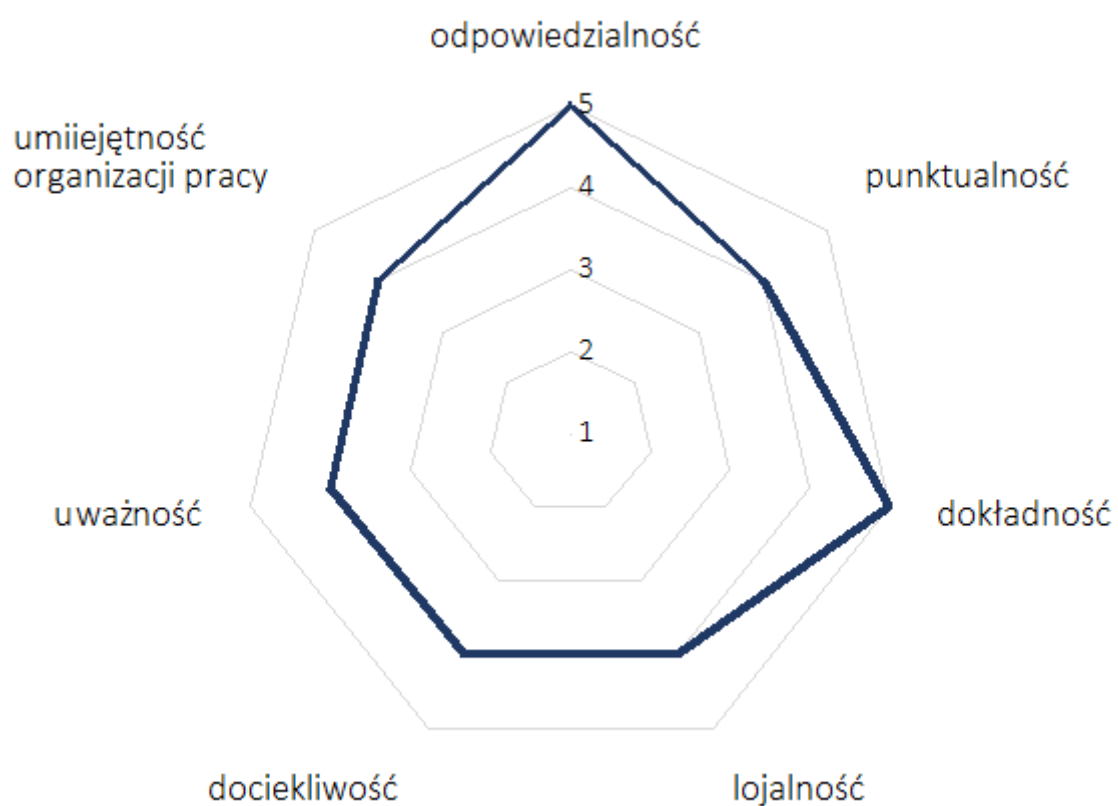 odpowiedzialność
5
umiiejętność
organizacji pracy
punktualność
4
3
2
1
uważność
dokładność
dociekliwość
lojalność